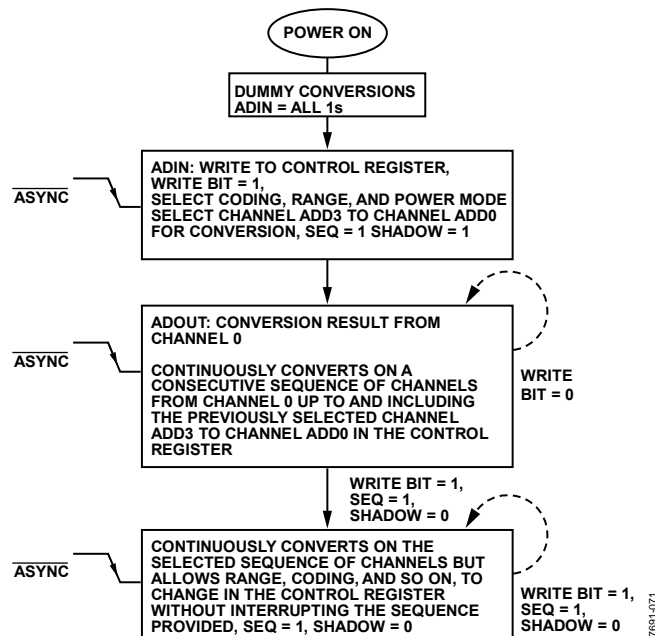 POWER ON
DUMMY CONVERSIONS
ADIN = ALL 1s
ASYNC
ADIN: WRITE TO CONTROL REGISTER,
WRITE BIT = 1,
SELECT CODING, RANGE, AND POWER MODE
SELECT CHANNEL ADD3 TO CHANNEL ADD0
FOR CONVERSION, SEQ = 1 SHADOW = 1
ASYNC
ADOUT: CONVERSION RESULT FROM
CHANNEL 0
CONTINUOUSLY CONVERTS ON A
CONSECUTIVE SEQUENCE OF CHANNELS
FROM CHANNEL 0 UP TO AND INCLUDING
THE PREVIOUSLY SELECTED CHANNEL
ADD3 TO CHANNEL ADD0 IN THE CONTROL
REGISTER
WRITE
BIT = 0
WRITE BIT = 1,
SEQ = 1,
SHADOW = 0
ASYNC
CONTINUOUSLY CONVERTS ON THE
SELECTED SEQUENCE OF CHANNELS BUT
ALLOWS RANGE, CODING, AND SO ON, TO
CHANGE IN THE CONTROL REGISTER
WITHOUT INTERRUPTING THE SEQUENCE
PROVIDED, SEQ = 1, SHADOW = 0
WRITE BIT = 1,
SEQ = 1,
SHADOW = 0